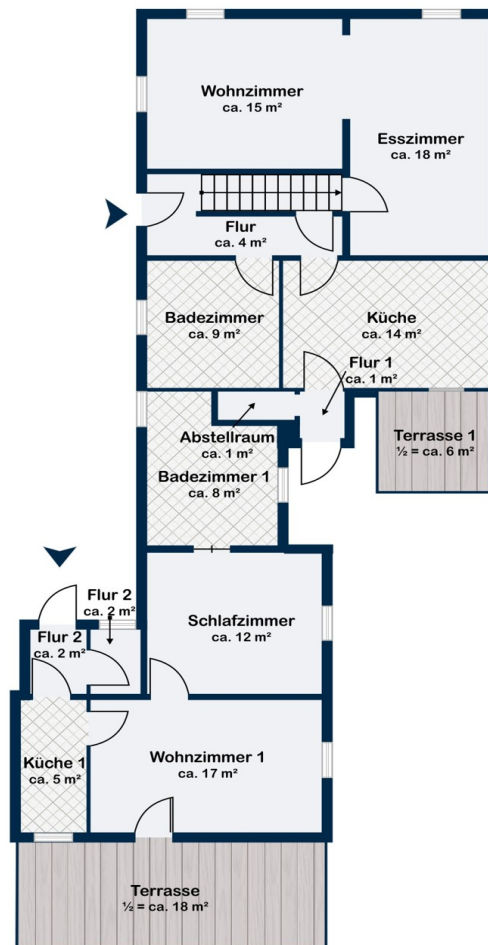 Wohnzimmer
ca. 15 m²
Esszimmer
ca. 18 m²
Flur
ca. 4 m²
Badezimmer
ca. 9 m²
Küche
ca. 14 m²
Flur 1
ca. 1 m²
Terrasse 1
½ = ca. 6 m²
Abstellraum
ca. 1 m²
Badezimmer 1
ca. 8 m²
Flur 2
ca. 2 m²
Flur 2
ca. 2 m²
Schlafzimmer
ca. 12 m²
Küche 1
ca. 5 m²
Wohnzimmer 1
ca. 17 m²
Terrasse
½ = ca. 18 m²